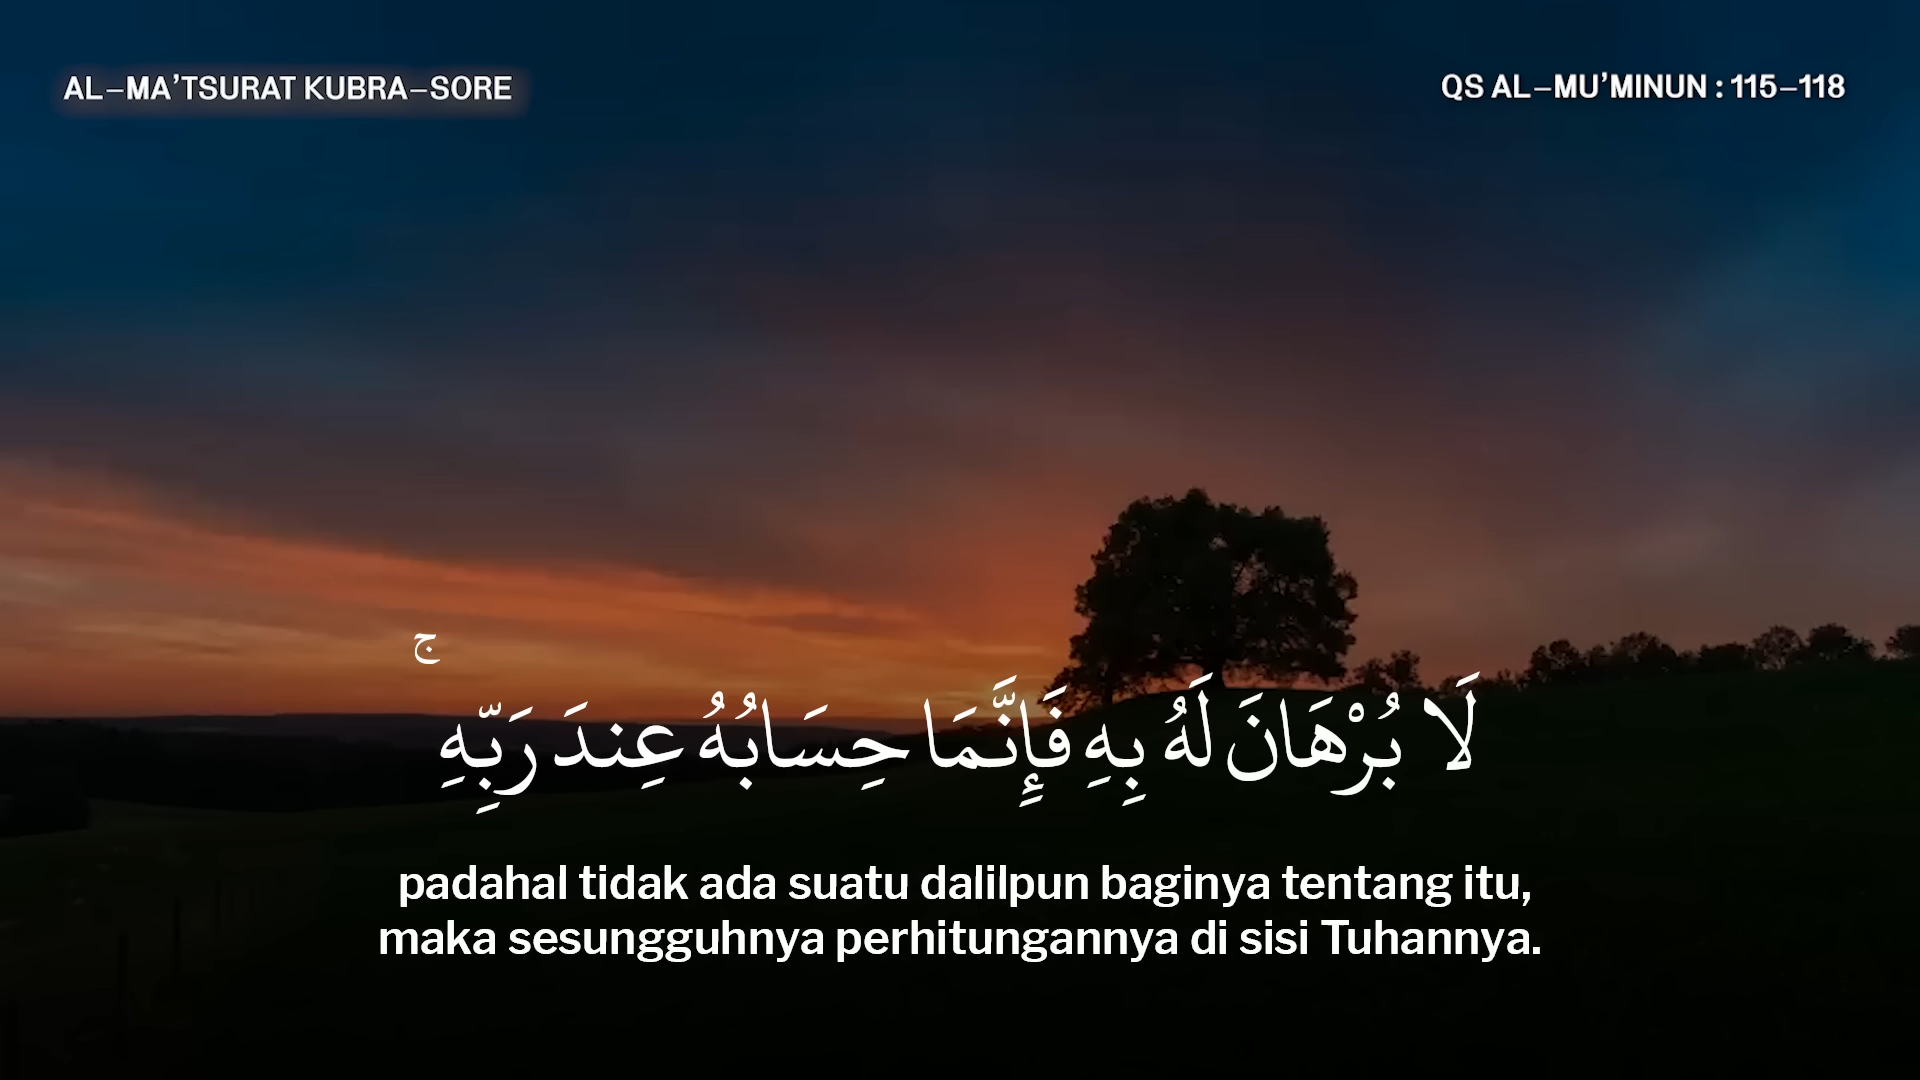 AL–MA’TSURAT KUBRA–SORE
QS AL–MU’MINUN : 115–118
لَا بُرْهَانَ لَهُ بِهِ فَإِنَّمَا حِسَابُهُ عِندَ رَبِّهِ ۚ
padahal tidak ada suatu dalilpun baginya tentang itu,
maka sesungguhnya perhitungannya di sisi Tuhannya.